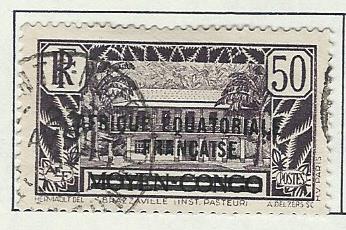 RF 50
AFRIQUE EQUATORIALE
FRANÇAISE
POSTES
MOYEN-CONGO
BRAZZAVILLE (INST. PASTEUR)